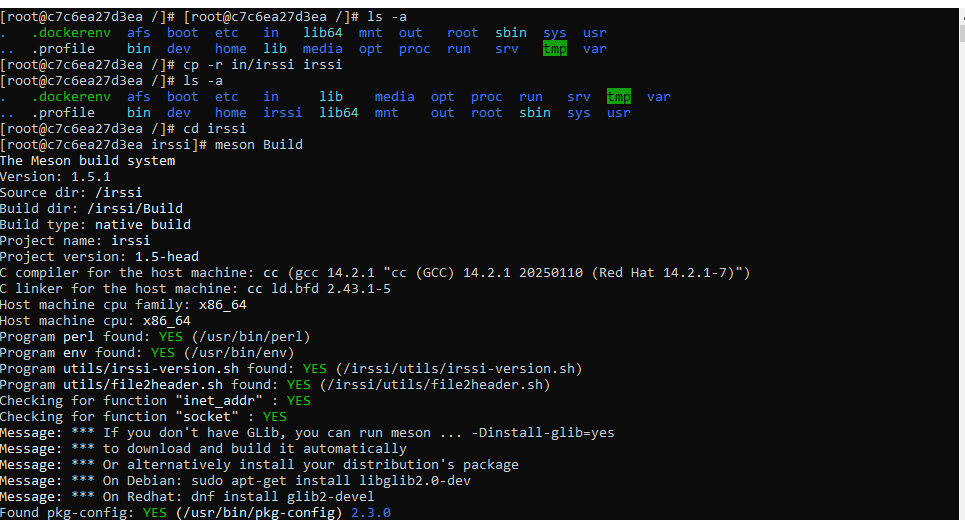 [root@c7c6ea27d3ea /]# [root@c7c6ea27d3ea /]# ls -a
.   .dockerenv  afs  boot  etc   in   lib64  mnt  out   root  sbin  sys  usr
..  .profile    bin  dev   home  lib  media  opt  proc  run   srv   tmp  var
[root@c7c6ea27d3ea /]# cp -r in/irssi irssi
[root@c7c6ea27d3ea /]# ls -a
.   .dockerenv  afs  boot  etc   in     lib    media  opt  proc  run   srv  tmp  var
..  .profile    bin  dev   home  irssi  lib64  mnt    out  root  sbin  sys  usr
[root@c7c6ea27d3ea /]# cd irssi
[root@c7c6ea27d3ea irssi]# meson Build
The Meson build system
Version: 1.5.1
Source dir: /irssi
Build dir: /irssi/Build
Build type: native build
Project name: irssi
Project version: 1.5-head
C compiler for the host machine: cc (gcc 14.2.1 "cc (GCC) 14.2.1 20250110 (Red Hat 14.2.1-7)")
C linker for the host machine: cc ld.bfd 2.43.1-5
Host machine cpu family: x86_64
Host machine cpu: x86_64
Program perl found: YES (/usr/bin/perl)
Program env found: YES (/usr/bin/env)
Program utils/irssi-version.sh found: YES (/irssi/utils/irssi-version.sh)
Program utils/file2header.sh found: YES (/irssi/utils/file2header.sh)
Checking for function "inet_addr" : YES
Checking for function "socket" : YES
Message: *** If you don't have GLib, you can run meson ... -Dinstall-glib=yes
Message: *** to download and build it automatically
Message: *** Or alternatively install your distribution's package
Message: *** On Debian: sudo apt-get install libglib2.0-dev
Message: *** On Redhat: dnf install glib2-devel
Found pkg-config: YES (/usr/bin/pkg-config) 2.3.0